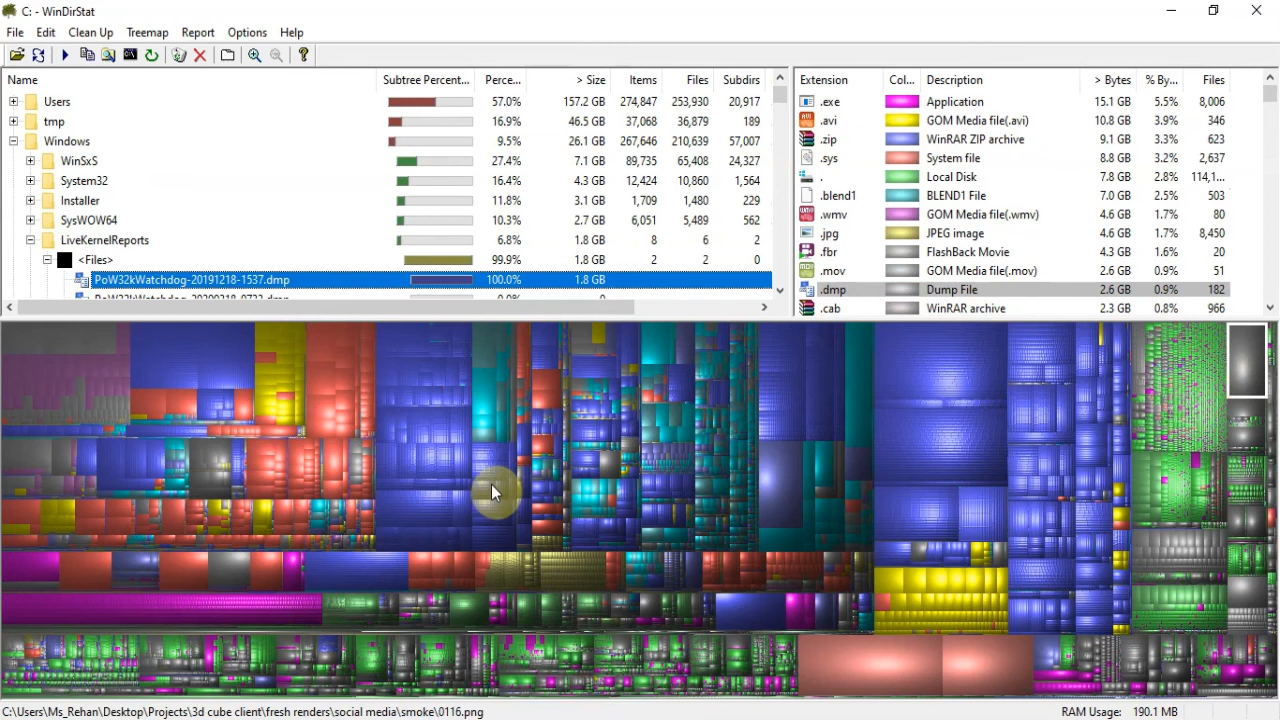 C: - WinDirStat
File Edit Clean Up Treemap Report Options Help
Name Subtree Percent... Perce... > Size Items Files Subdirs
Users 57.0% 157.2 GB 274,847 253,930 20,917
tmp 16.9% 46.5 GB 37,068 36,879 189
Windows 9.5% 26.1 GB 267,646 210,639 57,007
WinSxS 27.4% 7.1 GB 89,735 65,408 24,327
System32 16.4% 4.3 GB 12,424 10,860 1,564
Installer 11.8% 3.1 GB 1,709 1,480 229
SysWOW64 10.3% 2.7 GB 6,051 5,489 562
LiveKernelReports 6.8% 1.8 GB 8 6 2
<Files> 99.9% 1.8 GB 2 2 0
PoW32kWatchdog-20191218-1537.dmp 100.0% 1.8 GB
Extension Col... Description > Bytes % By... Files
.exe Application 15.1 GB 5.5% 8,006
.avi GOM Media file(.avi) 10.8 GB 3.9% 346
.zip WinRAR ZIP archive 9.1 GB 3.3% 623
.sys System file 8.8 GB 3.2% 2,637
. Local Disk 7.8 GB 2.8% 114,1...
.blend1 BLEND1 File 7.0 GB 2.5% 503
.wmv GOM Media file(.wmv) 4.6 GB 1.7% 80
.jpg JPEG image 4.6 GB 1.7% 8,450
.fbr FlashBack Movie 4.3 GB 1.6% 23
.mov GOM Media file(.mov) 2.6 GB 0.9% 51
.dmp Dump File 2.6 GB 0.9% 182
.cab WinRAR archive 2.3 GB 0.8% 966
C:\Users\Ms_Rehan\Desktop\Projects\3d cube client\fresh renders\social media\smoke\0116.png
RAM Usage: 190.1 MB